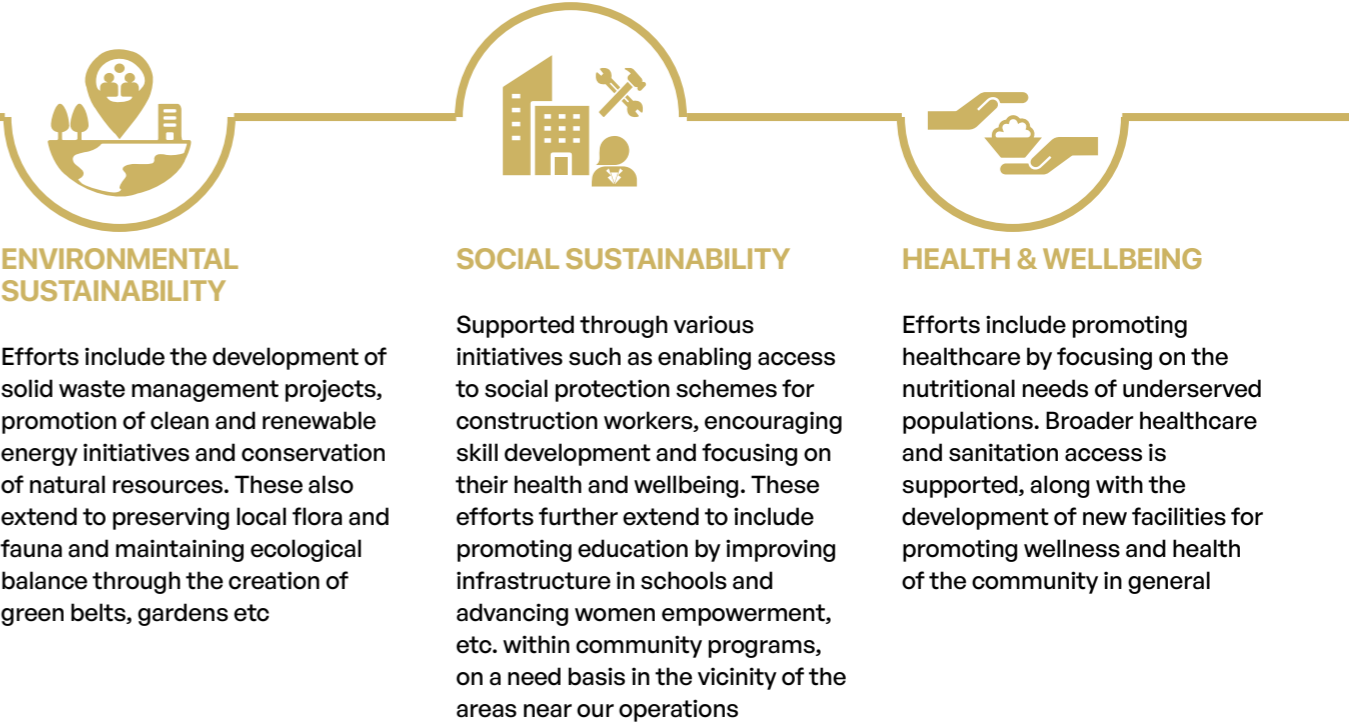 ENVIRONMENTAL
SUSTAINABILITY
Efforts include the development of
solid waste management projects,
promotion of clean and renewable
energy initiatives and conservation
of natural resources. These also
extend to preserving local flora and
fauna and maintaining ecological
balance through the creation of
green belts, gardens etc
SOCIAL SUSTAINABILITY
Supported through various
initiatives such as enabling access
to social protection schemes for
construction workers, encouraging
skill development and focusing on
their health and wellbeing. These
efforts further extend to include
promoting education by improving
infrastructure in schools and
advancing women empowerment,
etc. within community programs,
on a need basis in the vicinity of the
areas near our operations
HEALTH & WELLBEING
Efforts include promoting
healthcare by focusing on the
nutritional needs of underserved
populations. Broader healthcare
and sanitation access is
supported, along with the
development of new facilities for
promoting wellness and health
of the community in general